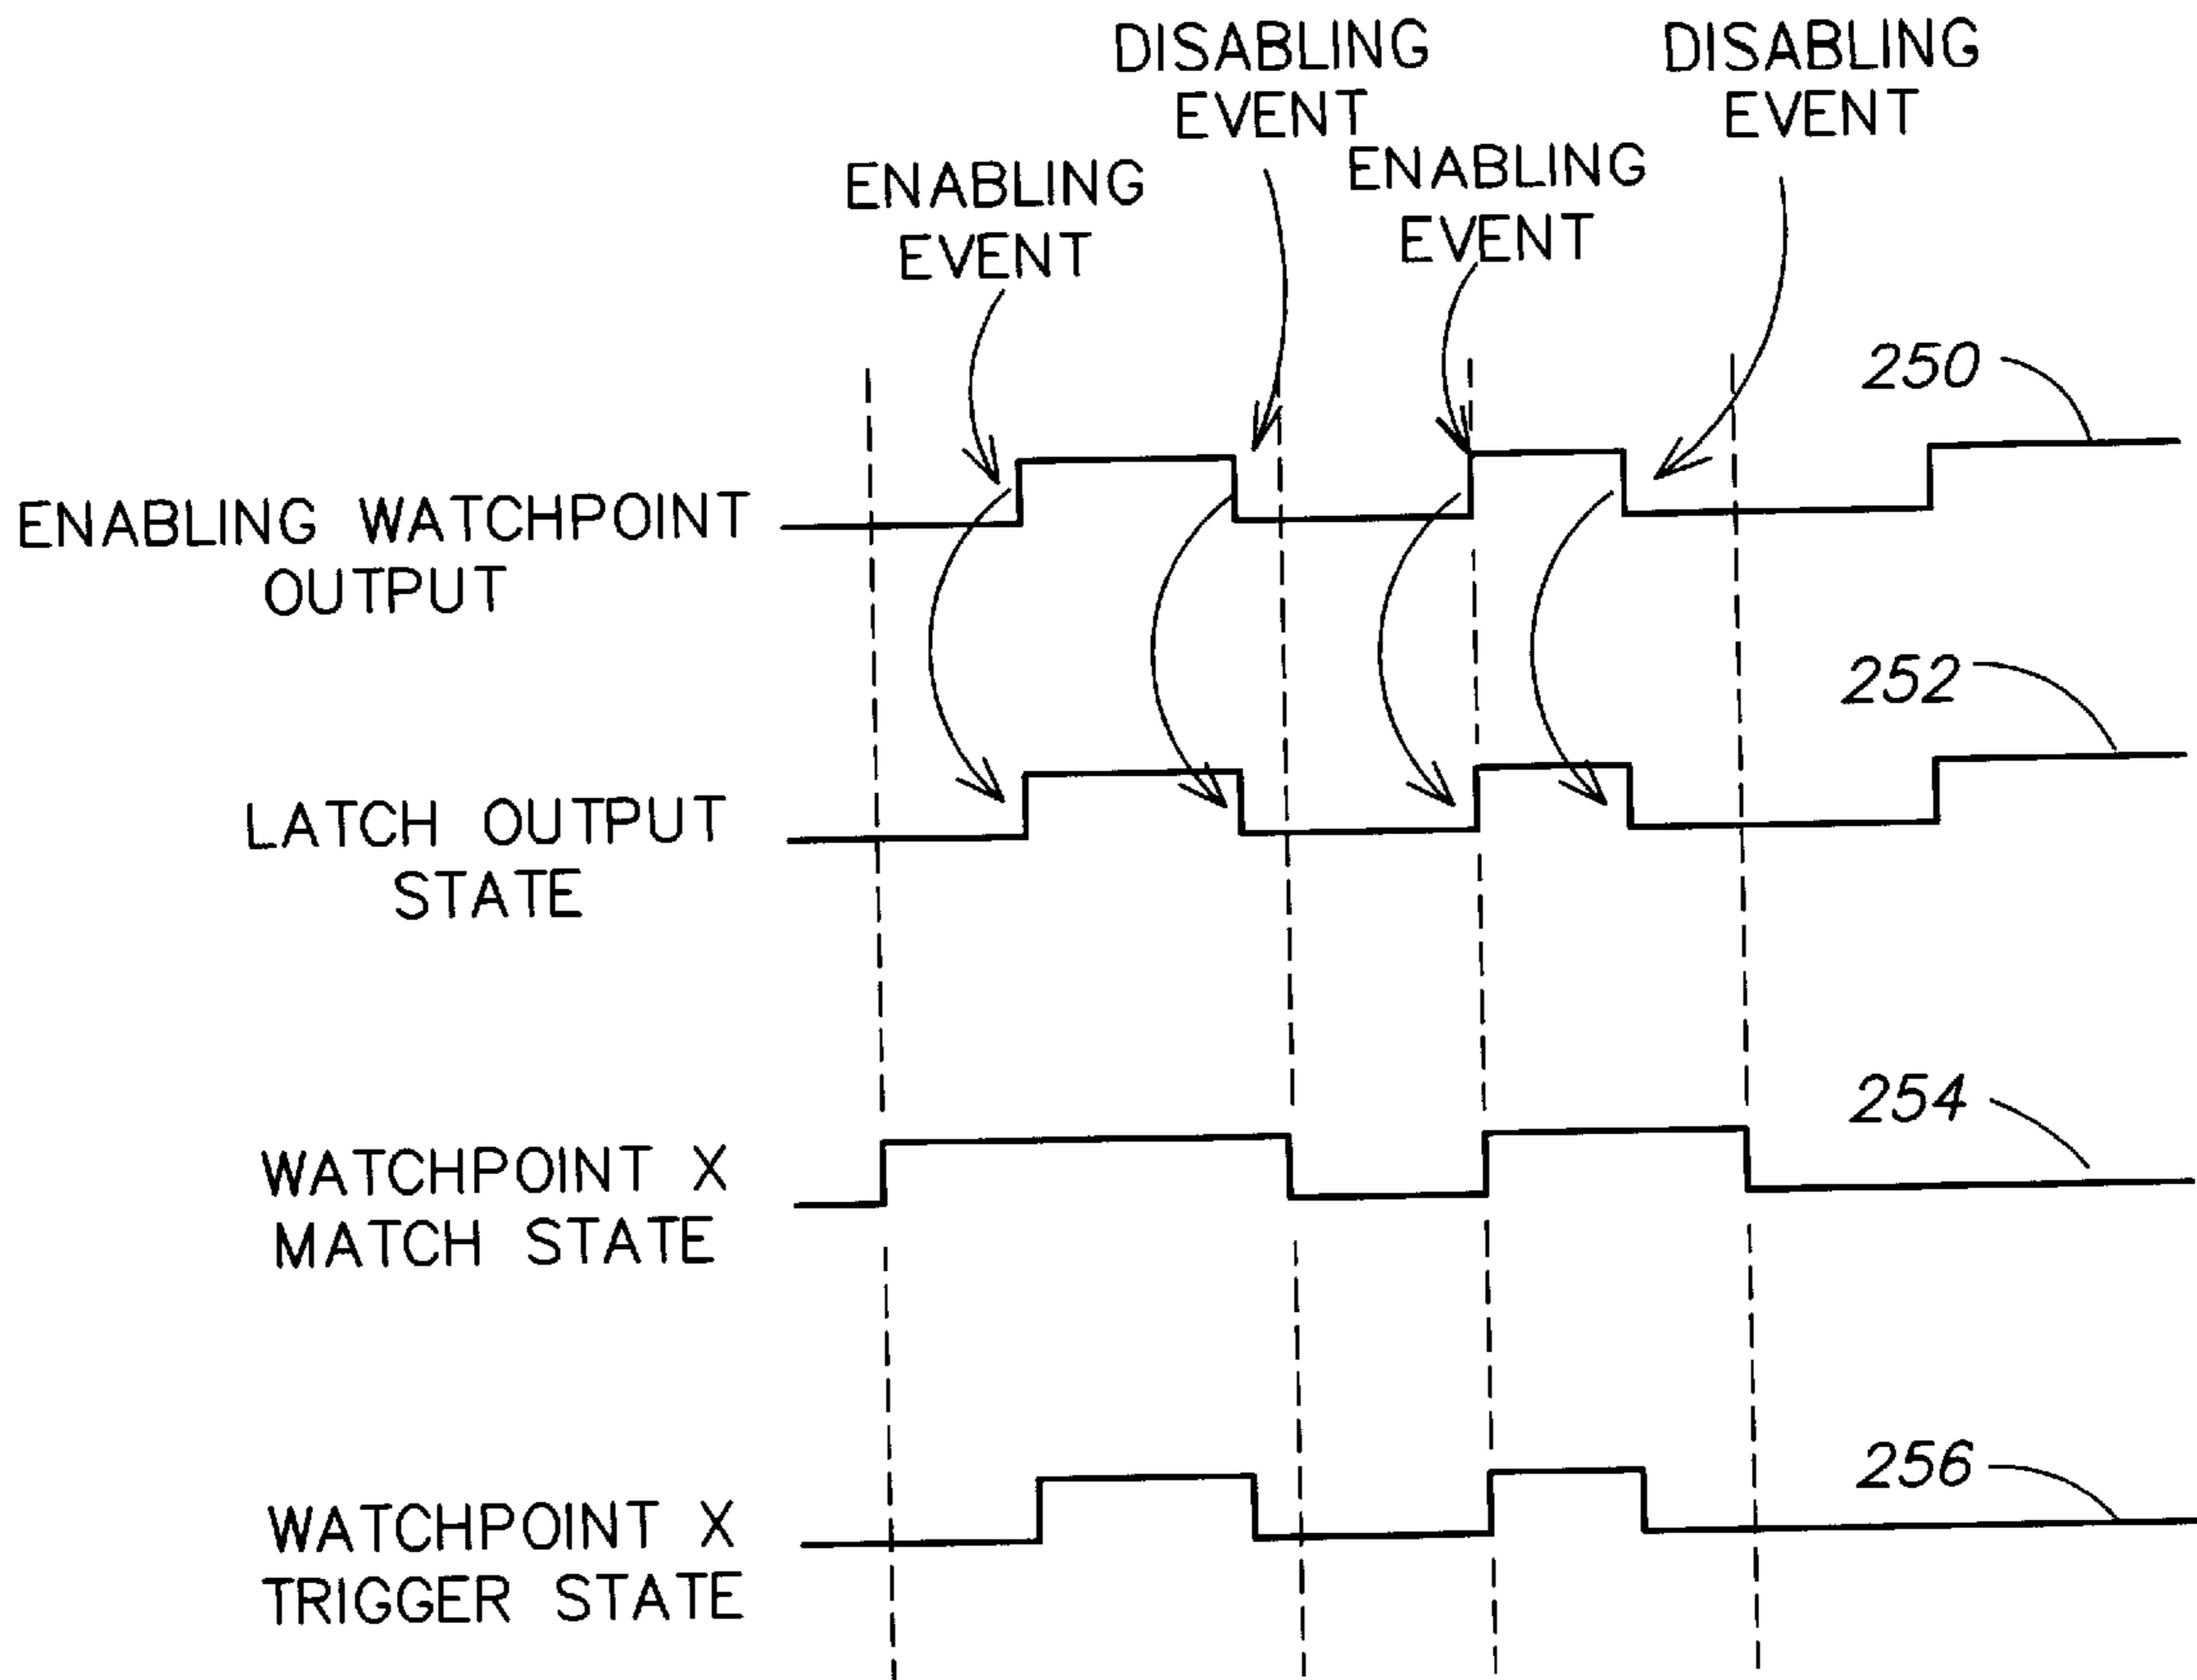 DISABLING
EVENT
DISABLING
EVENT
ENABLING
EVENT
ENABLING
EVENT
250
ENABLING WATCHPOINT
OUTPUT
252
LATCH OUTPUT
STATE
254
WATCHPOINT X
MATCH STATE
256
WATCHPOINT X
TRIGGER STATE